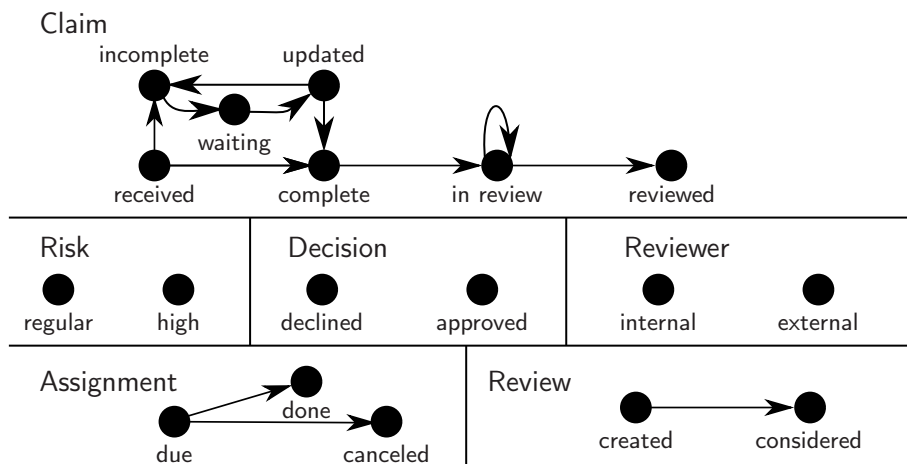 Claim
incomplete updated
waiting
received complete in review reviewed
Risk Decision Reviewer
regular high declined approved internal external
Assignment Review
done
due canceled created considered